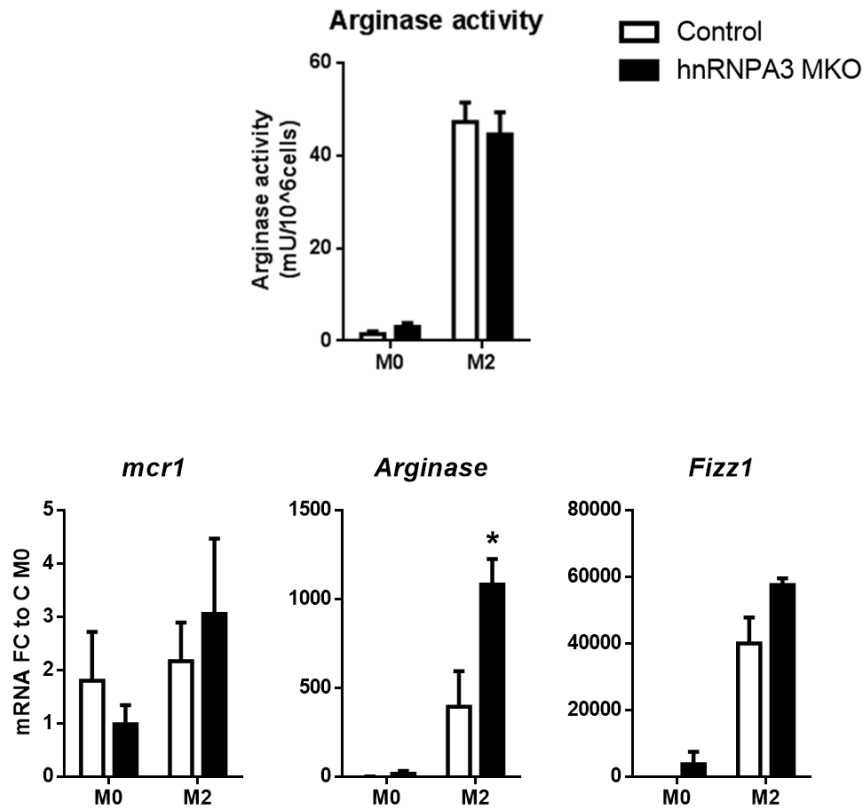 Arginase activity
Control
hnRNPA3 MKO
Arginase activity
(mU/10^6cells)
60
40
20
0
M0
M2
mcr1
Arginase
Fizz1
mRNA FC to C M0
5
4
3
2
1
0
M0
M2
1500
1000
500
0
*
M0
M2
80000
60000
40000
20000
0
M0
M2